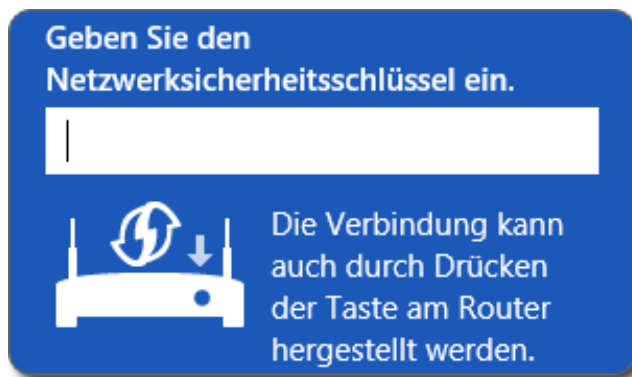 Geben Sie den
Netzwerksicherheitsschlüssel ein.
Die Verbindung kann
auch durch Drücken
der Taste am Router
hergestellt werden.